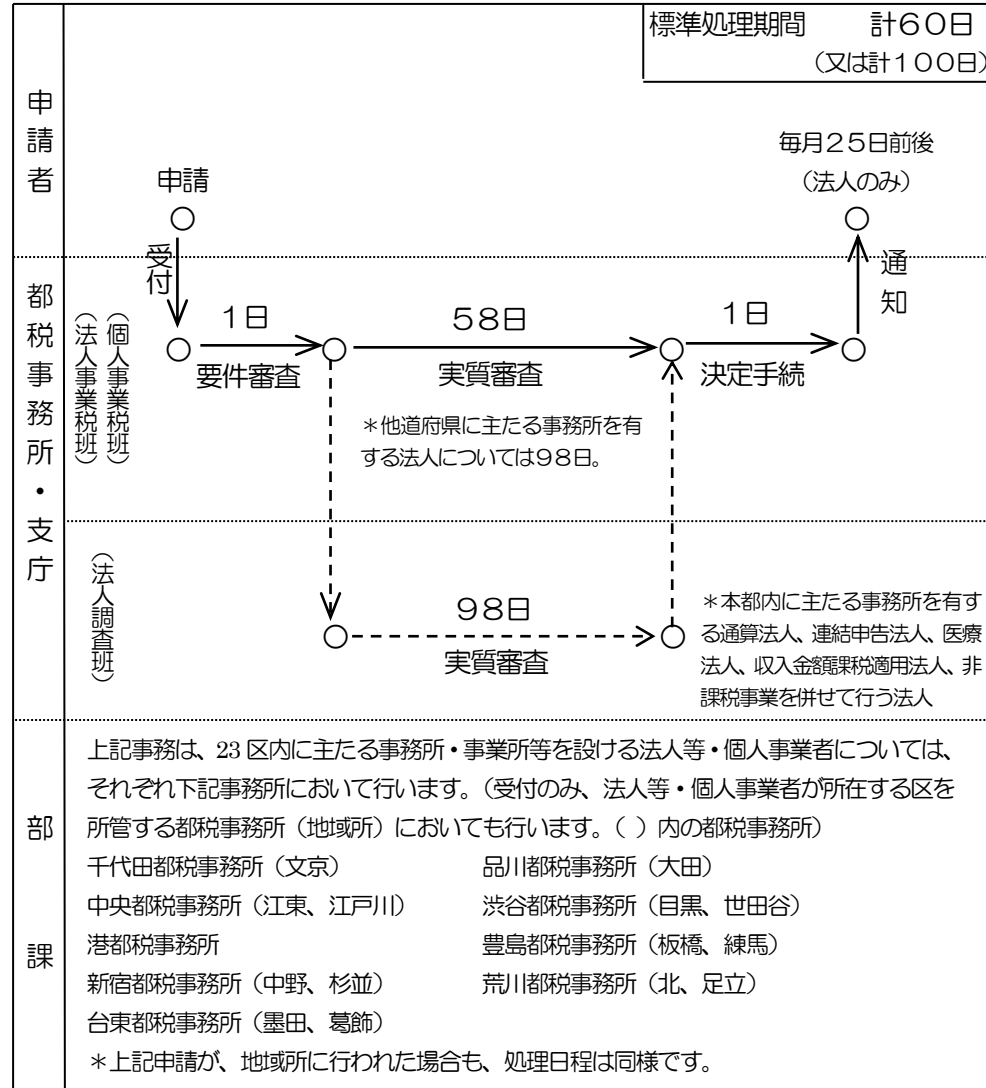 標準処理期間　　計６０日
（又は計１００日）
申請者
申請
毎月２５日前後
（法人のみ）
受付
通知
都税事務所・支庁
（個人事業税班）
（法人事業税班）
１日
要件審査
５８日
実質審査
１日
決定手続
＊他道府県に主たる事務所を有
する法人については９８日。
（法人調査班）
９８日
実質審査
＊本都内に主たる事務所を有す
る通算法人、連結申告法人、医療
法人、収入金額課税適用法人、非
課税事業を併せて行う法人
部課
上記事務は、23 区内に主たる事務所・事業所等を設ける法人等・個人事業者については、
それぞれ下記事務所において行います。（受付のみ、法人等・個人事業者が所在する区を
所管する都税事務所（地域所）においても行います。（ ）内の都税事務所）
千代田都税事務所（文京）　　品川都税事務所（大田）
中央都税事務所（江東、江戸川）　　渋谷都税事務所（目黒、世田谷）
港都税事務所　　豊島都税事務所（板橋、練馬）
新宿都税事務所（中野、杉並）　　荒川都税事務所（北、足立）
台東都税事務所（墨田、葛飾）
＊上記申請が、地域所に行われた場合も、処理日程は同様です。